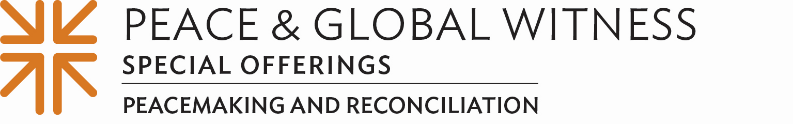 PEACE & GLOBAL WITNESS
SPECIAL OFFERINGS
PEACEMAKING AND RECONCILIATION